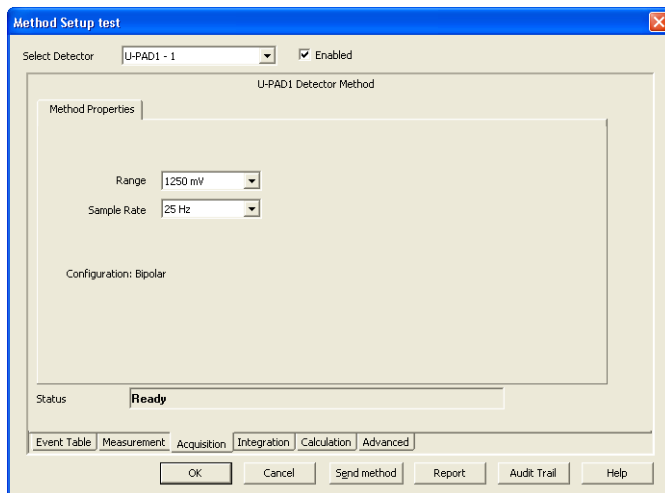 Method Setup test
Select Detector U-PAD1 - 1 Enabled
U-PAD1 Detector Method
Method Properties
Range 1250 mV
Sample Rate 25 Hz
Configuration: Bipolar
Status Ready
Event Table Measurement Acquisition Integration Calculation Advanced
OK Cancel Send method Report Audit Trail Help